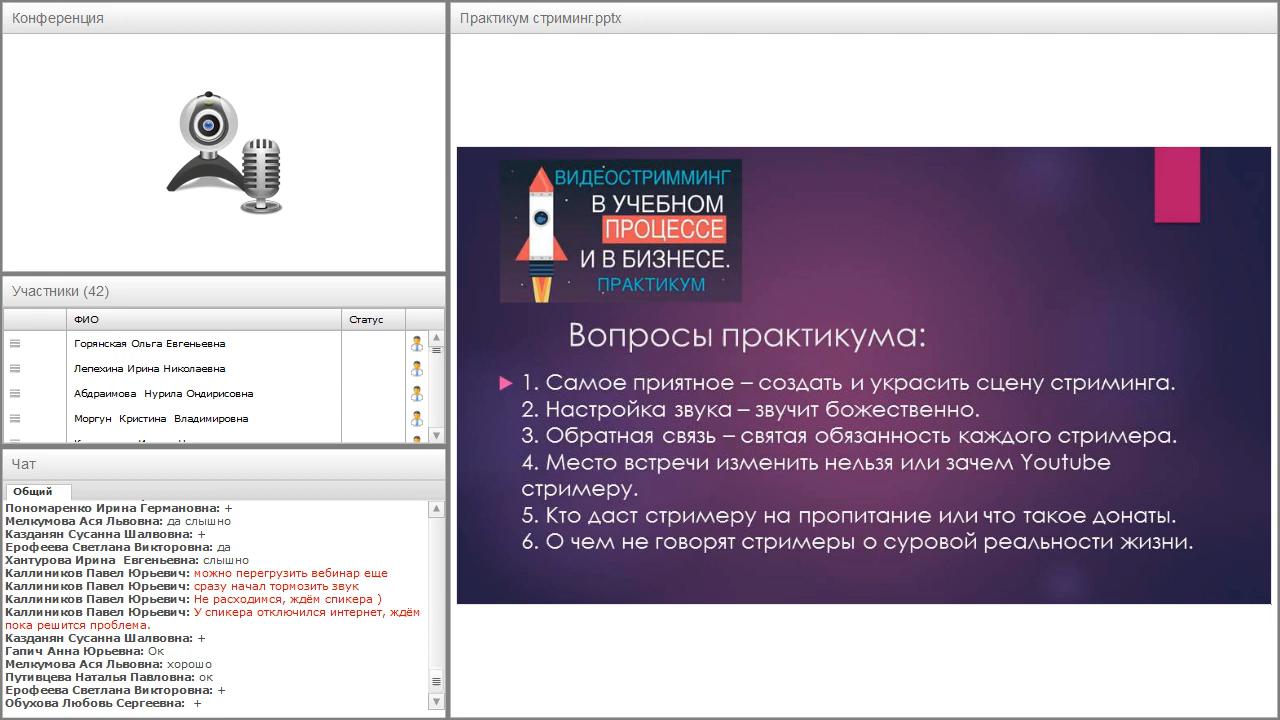 Конференция
Участники (42)
ФИО
Статус
Горянская Ольга Евгеньевна
Лепехина Ирина Николаевна
Абдраимова Нурила Ондирисовна
Моргун Кристина Владимировна
Чат
Общий
Пономаренко Ирина Германовна: +
Мелкумова Ася Львовна: да слышно
Казданян Сусанна Шалвовна: +
Ерофеева Светлана Викторовна: да
Хантурова Ирина Евгеньевна: слышно
Каллиников Павел Юрьевич: можно перегрузить вебинар еще
Каллиников Павел Юрьевич: сразу начал тормозить звук
Каллиников Павел Юрьевич: Не расходимся, ждём спикера )
Каллиников Павел Юрьевич: У спикера отключился интернет, ждём
пока решится проблема.
Казданян Сусанна Шалвовна: +
Гапич Анна Юрьевна: Ок
Мелкумова Ася Львовна: хорошо
Путивцева Наталья Павловна: ок
Ерофеева Светлана Викторовна: +
Обухова Любовь Сергеевна: +
Практикум стриминг.pptx
ВИДЕОСТРИММИНГ
В УЧЕБНОМ
ПРОЦЕССЕ
И В БИЗНЕСЕ.
ПРАКТИКУМ
Вопросы практикума:
1. Самое приятное – создать и украсить сцену стриминга.
2. Настройка звука – звучит божественно.
3. Обратная связь – святая обязанность каждого стримера.
4. Место встречи изменить нельзя или зачем Youtube
стримеру.
5. Кто даст стримеру на пропитание или что такое донаты.
6. О чем не говорят стримеры о суровой реальности жизни.